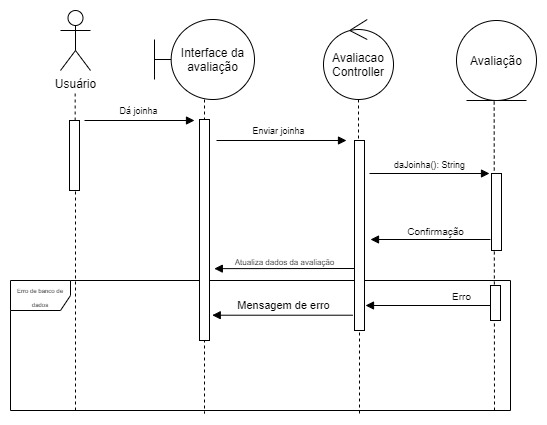 Interface da
avaliação
Avaliacao
Controller
Avaliação
Usuário
Dá joinha
Enviar joinha
daJoinha(): String
Confirmação
Atualiza dados da avaliação
Erro de banco de
dados
Erro
Mensagem de erro